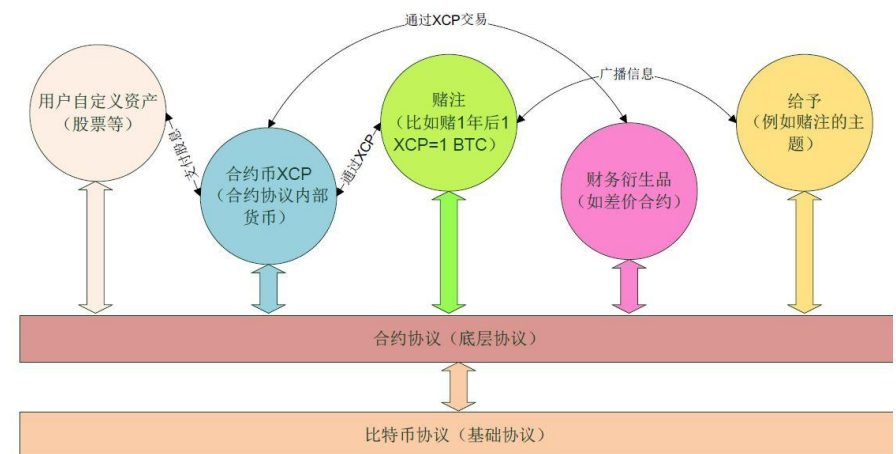 通过XCP交易
广播信息
用户自定义资产
（股票等）
支付股息
合约币XCP
（合约协议内部
货币）
通过XCP
赌注
（比如赌1年后1
XCP=1 BTC）
财务衍生品
（如差价合约）
给予
（例如赌注的主
题）
合约协议（底层协议）
比特币协议（基础协议）